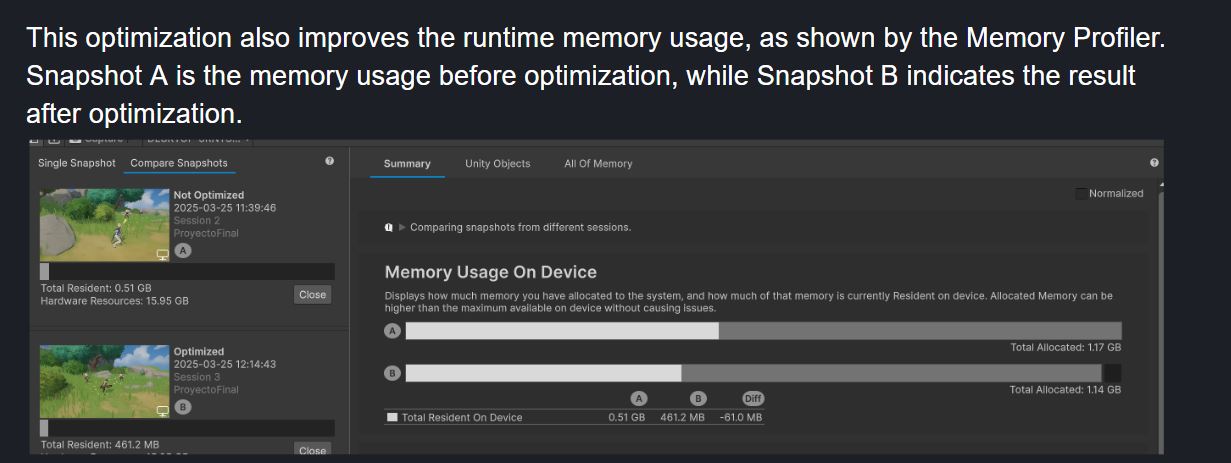 This optimization also improves the runtime memory usage, as shown by the Memory Profiler.
Snapshot A is the memory usage before optimization, while Snapshot B indicates the result
after optimization.
Single Snapshot Compare Snapshots
Summary Unity Objects All Of Memory
Not Optimized
2025-03-25 11:39:46
Session 2
ProyectoFinal
A
Total Resident: 0.51 GB
Hardware Resources: 15.95 GB
Close
Optimized
2025-03-25 12:14:43
Session 3
ProyectoFinal
B
Total Resident: 461.2 MB
Close
Normalized
Comparing snapshots from different sessions.
Memory Usage On Device
Displays how much memory you have allocated to the system, and how much of that memory is currently Resident on device. Allocated Memory can be
higher than the maximum available on device without causing issues.
A
Total Allocated: 1.17 GB
B
Total Allocated: 1.14 GB
A B Diff
Total Resident On Device 0.51 GB 461.2 MB -61.0 MB